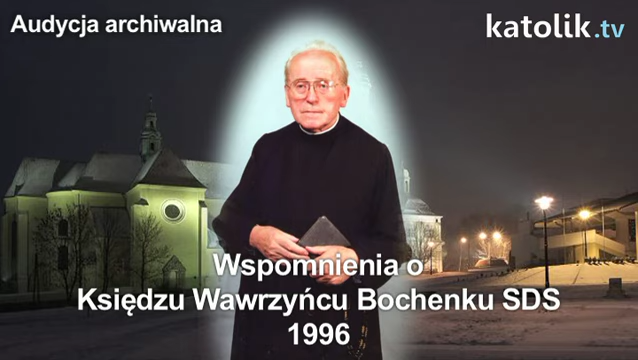 Audycja archiwalna
katolik.tv
Wspomnienia o
Księdzu Wawrzyńcu Bochenku SDS
1996